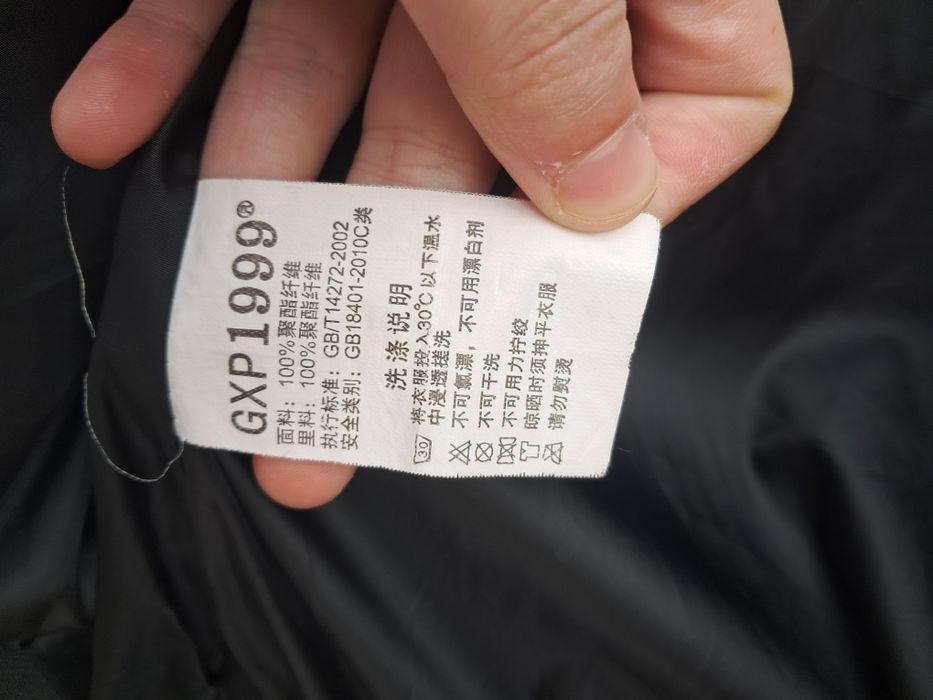 GXP1999®
面料：100%聚酯纤维
里料：100%聚酯纤维
执行标准：GB/T14272-2002
安全类别：GB18401-2010C类
洗涤说明
将衣服投入30℃以下温水
中浸透搓洗
不可氯漂，不可用漂白剂
不可干洗
不可用力拧绞
晾晒时须抻平衣服
请勿熨烫
30